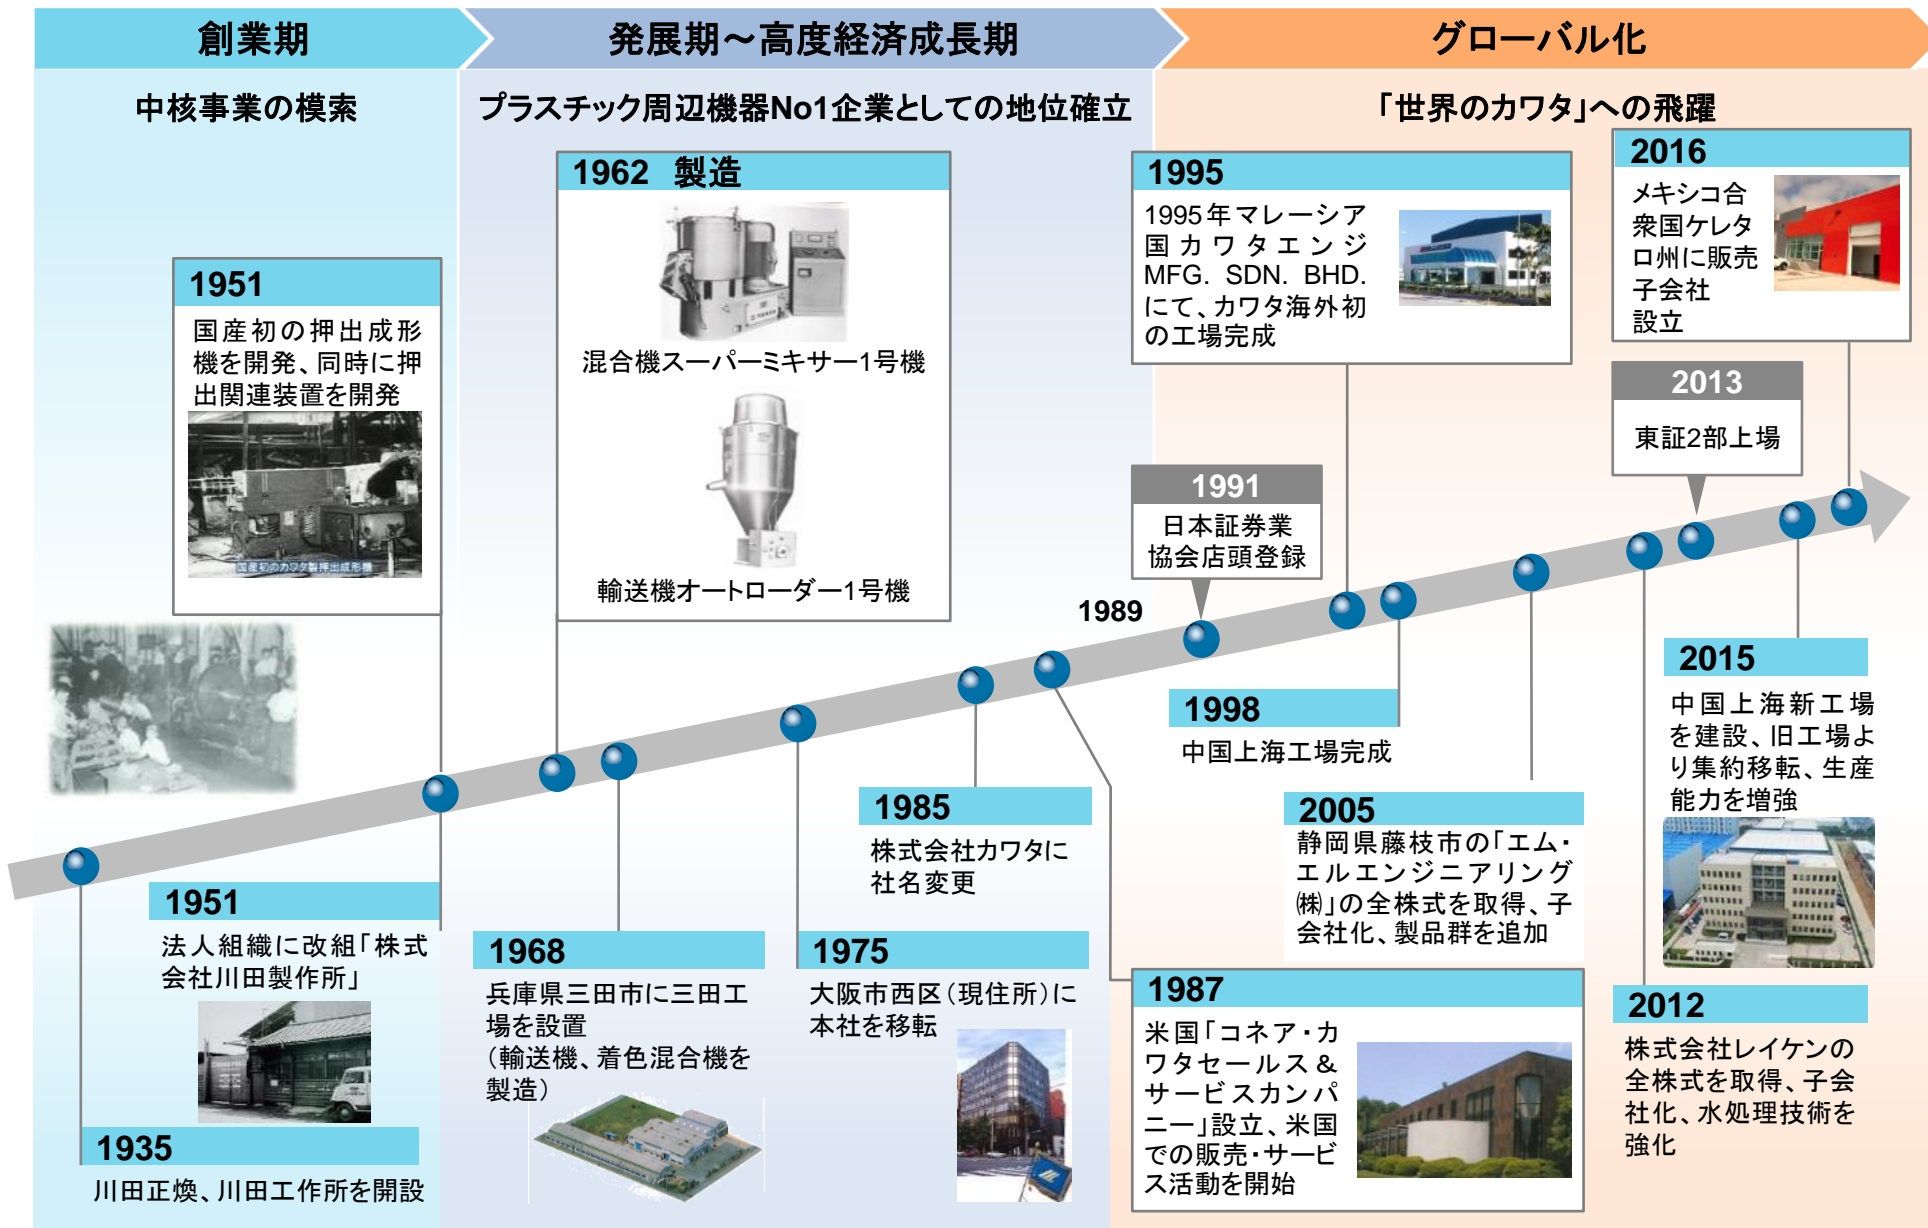 創業期
発展期～高度経済成長期
グローバル化
中核事業の模索
プラスチック周辺機器No1企業としての地位確立
「世界のカワタ」への飛躍
1951
国産初の押出成形
機を開発、同時に押
出関連装置を開発
国産初のカワタ製押出成形機
1962 製造
混合機スーパーミキサー1号機
輸送機オートローダー1号機
1995
1995年マレーシア
国カワタエンジ
MFG. SDN. BHD.
にて、カワタ海外初
の工場完成
2016
メキシコ合
衆国ケレタ
ロ州に販売
子会社
設立
2013
東証2部上場
1991
日本証券業
協会店頭登録
1989
1998
中国上海工場完成
2015
中国上海新工場
を建設、旧工場よ
り集約移転、生産
能力を増強
1985
株式会社カワタに
社名変更
2005
静岡県藤枝市の「エム・
エルエンジニアリング
㈱」の全株式を取得、子
会社化、製品群を追加
1951
法人組織に改組「株式
会社川田製作所」
1968
兵庫県三田市に三田工
場を設置
（輸送機、着色混合機を
製造）
1975
大阪市西区（現住所）に
本社を移転
1987
米国「コネア・カ
ワタセールス＆
サービスカンパ
ニー」設立、米国
での販売・サービ
ス活動を開始
2012
株式会社レイケンの
全株式を取得、子会
社化、水処理技術を
強化
1935
川田正煥、川田工作所を開設